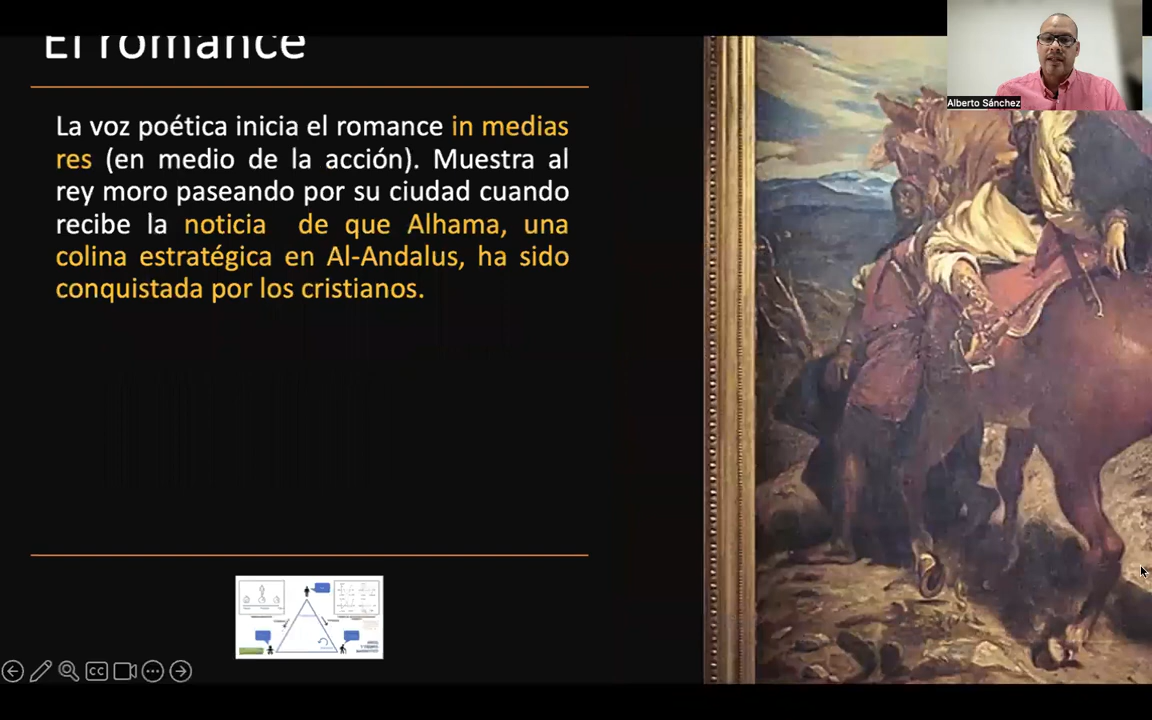 El romance
Alberto Sánchez
La voz poética inicia el romance in medias
res (en medio de la acción). Muestra al
rey moro paseando por su ciudad cuando
recibe la noticia de que Alhama, una
colina estratégica en Al-Andalus, ha sido
conquistada por los cristianos.
CC